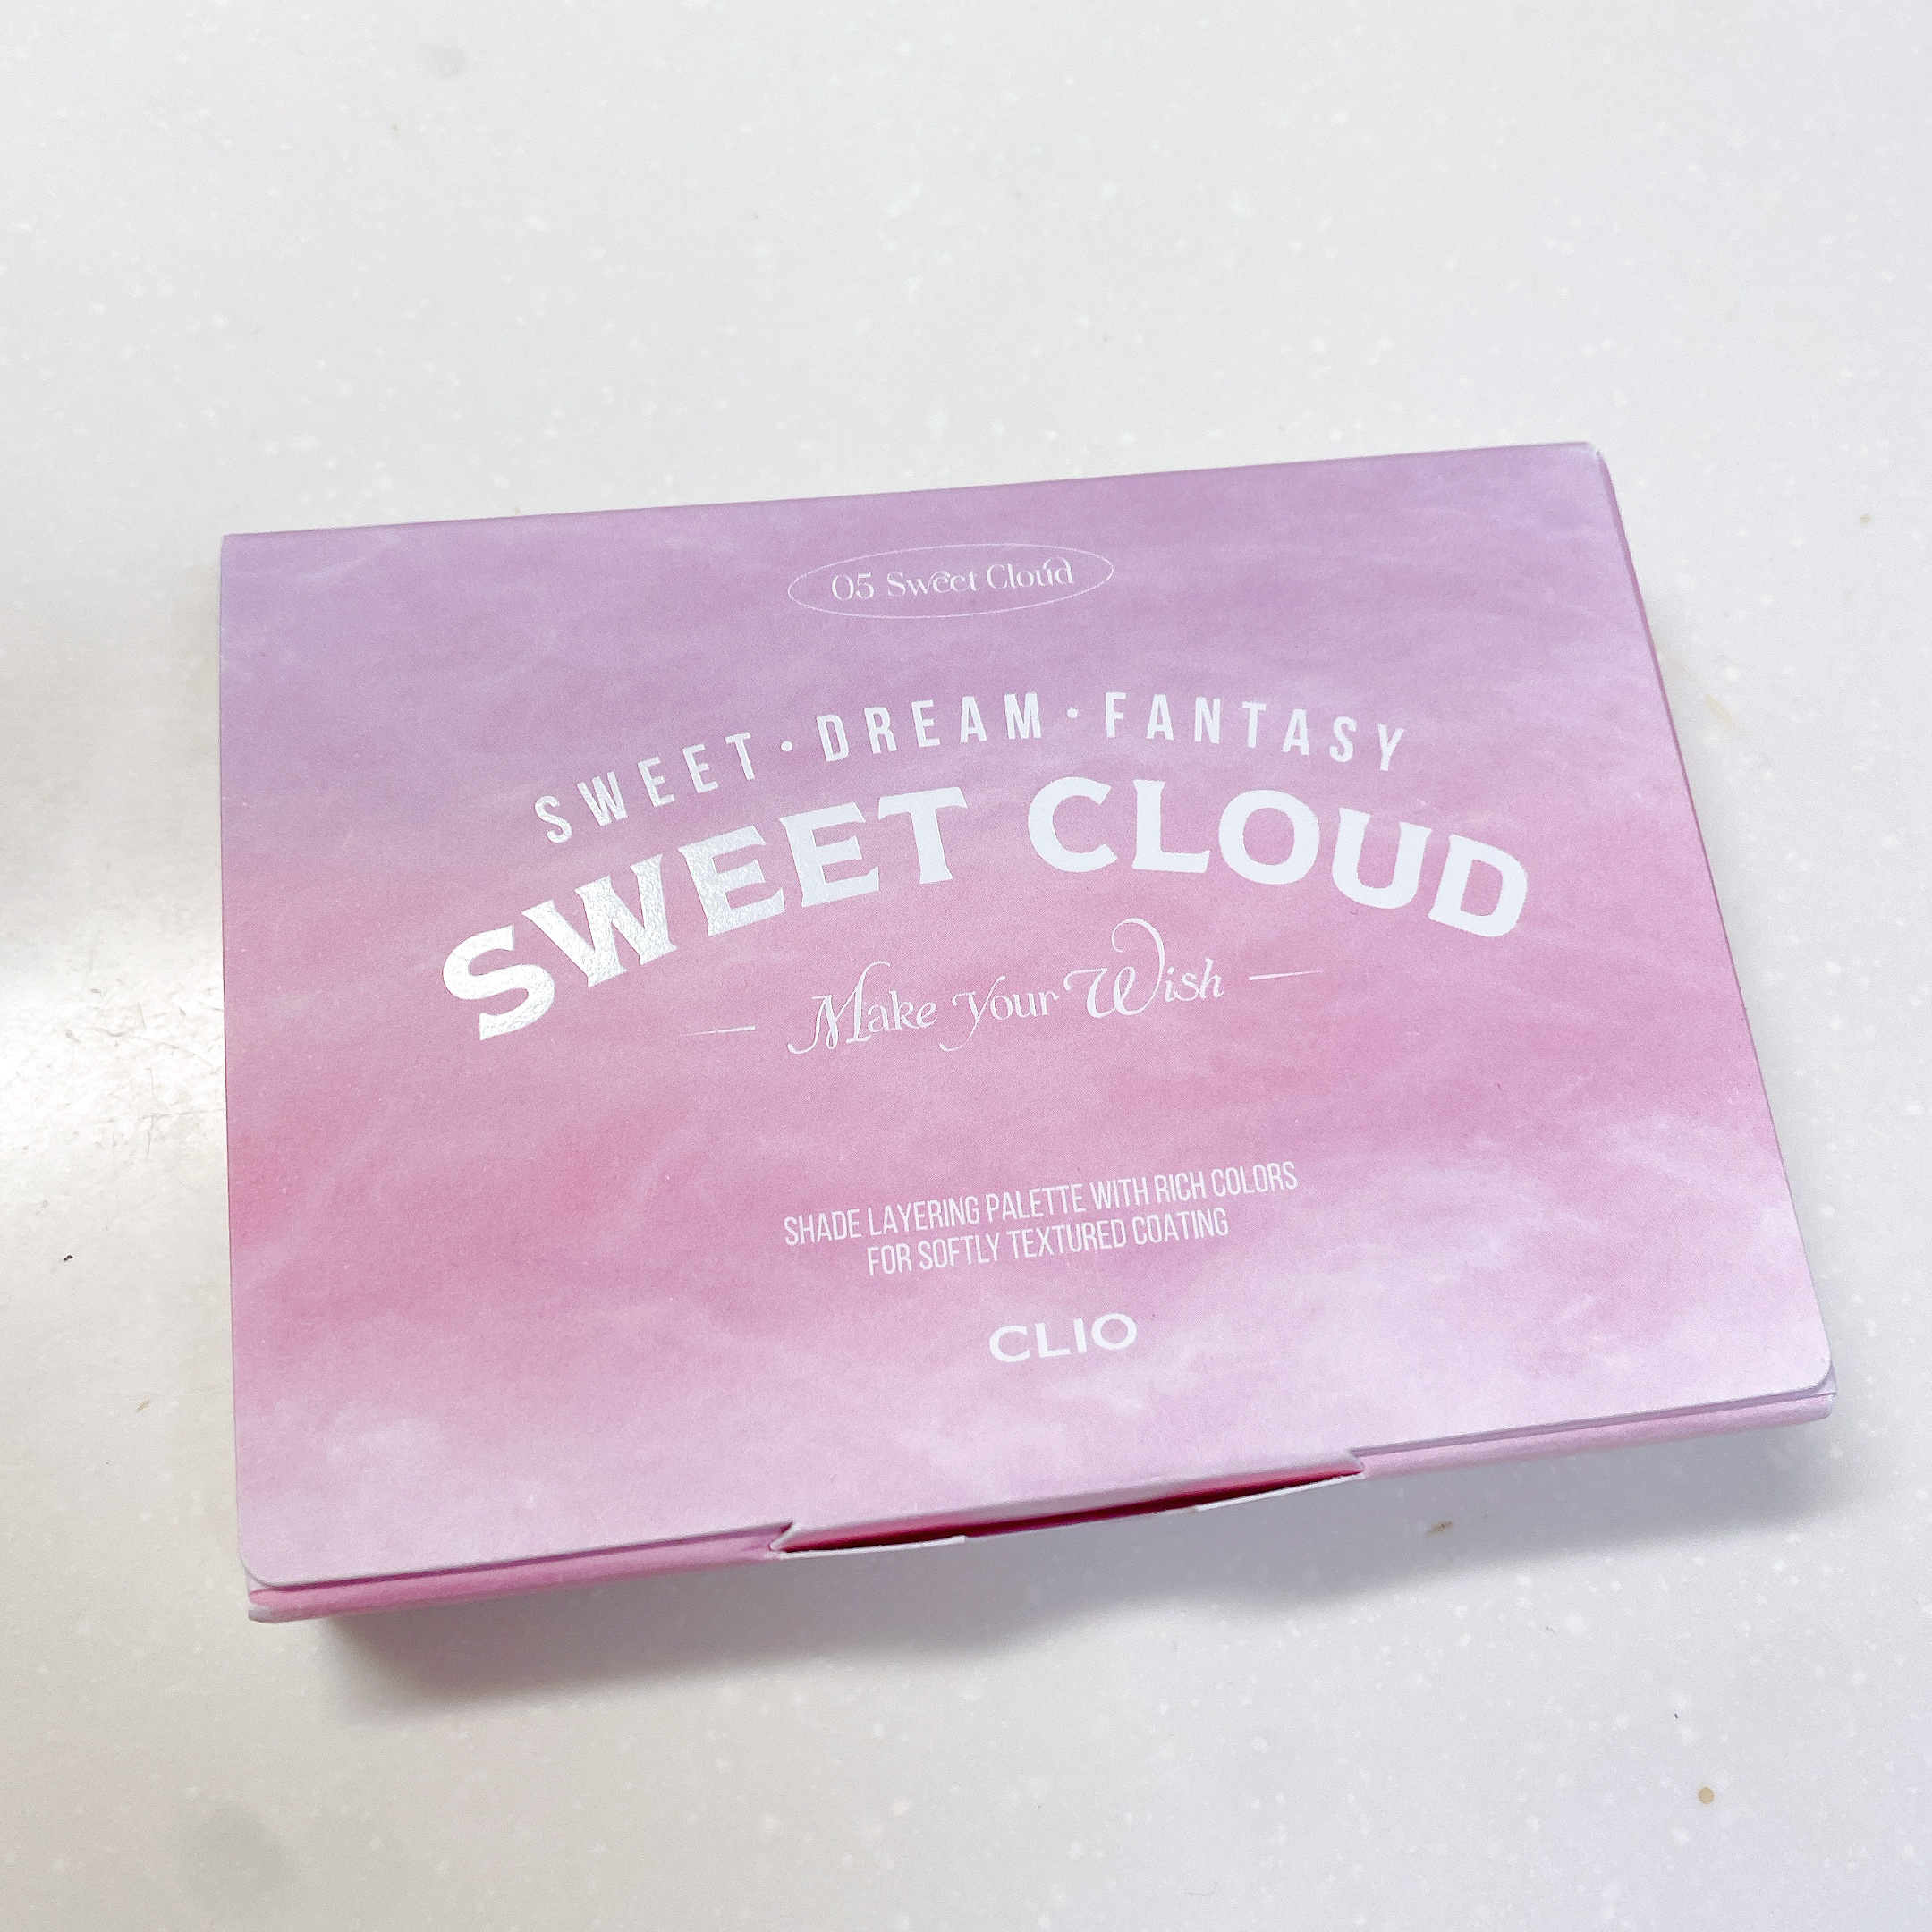 05 Sweet Cloud
SWEET·DREAM·FANTASY
SWEET CLOUD
Make Your Wish
SHADE LAYERING PALETTE WITH RICH COLORS
FOR SOFTLY TEXTURED COATING
CLIO